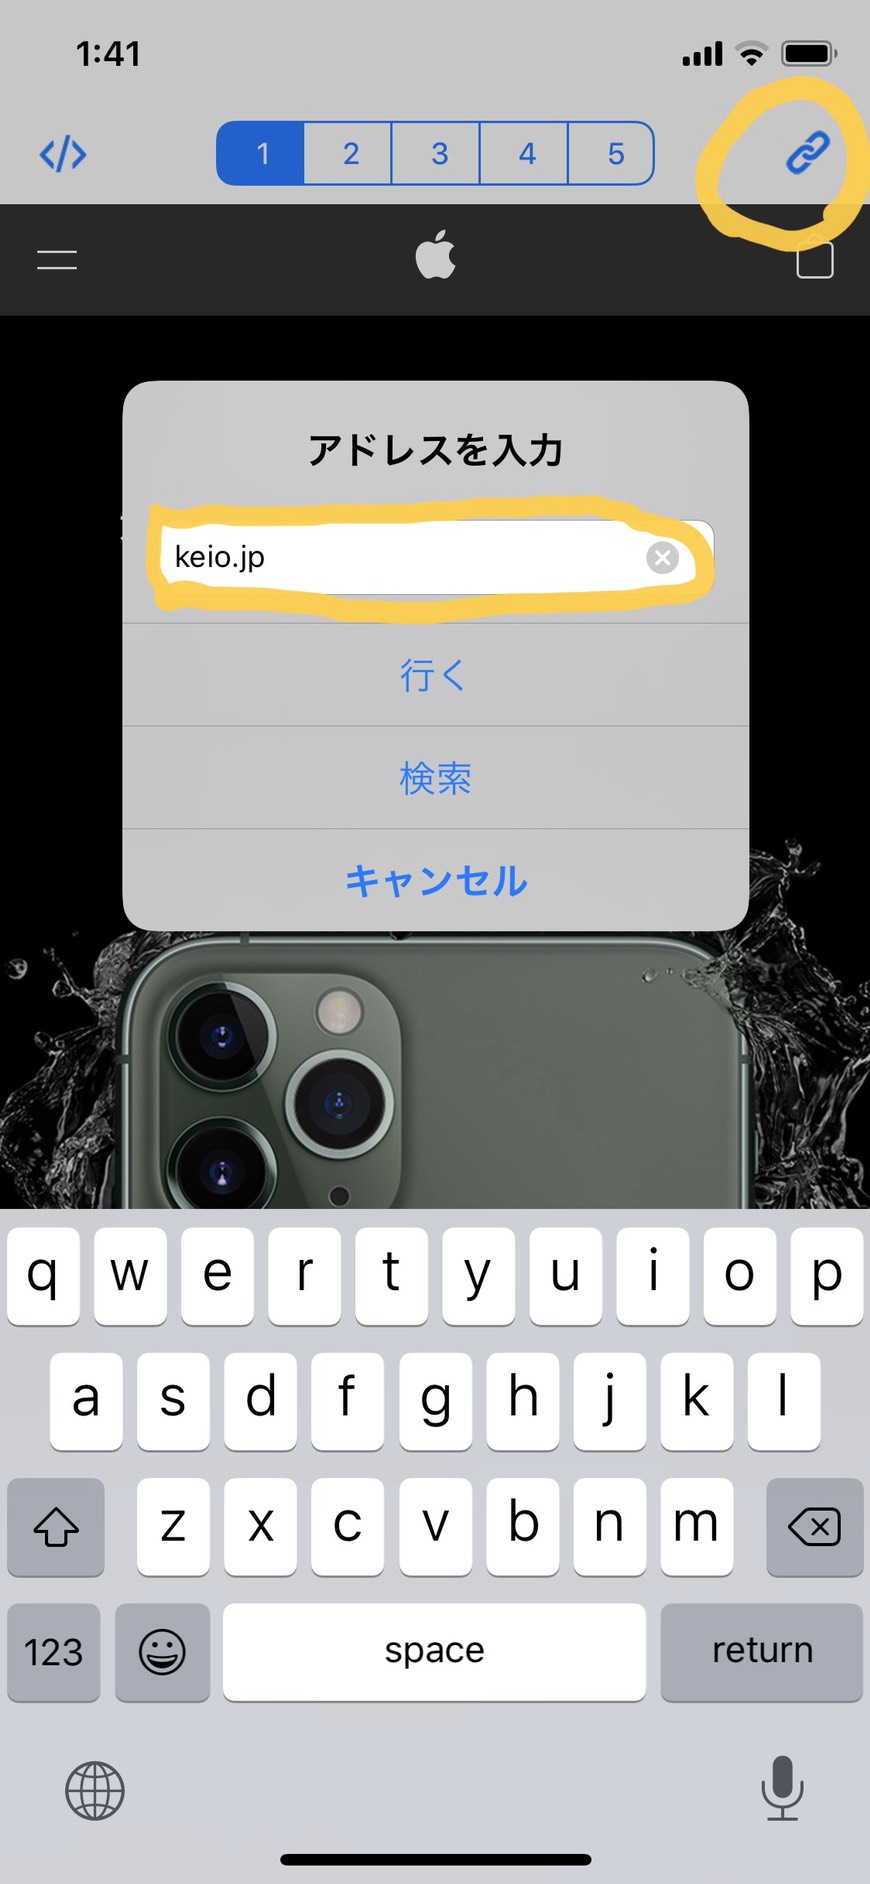 1:41
</> 1 2 3 4 5
アドレスを入力
keio.jp
行く
検索
キャンセル
q w e r t y u i o p
a s d f g h j k l
z x c v b n m
123 space return